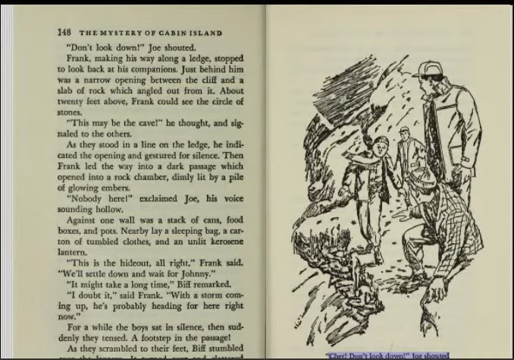 148 THE MYSTERY OF CABIN ISLAND
"Don't look down!" Joe shouted.
Frank, making his way along a ledge, stopped
to look back at his companions. Just behind him
was a narrow opening between the cliff and a
slab of rock which angled out from it. About
twenty feet above, Frank could see the circle of
stones.
"This may be the cave!" he thought, and sig-
naled to the others.
As they stood in a line on the ledge, he indi-
cated the opening and gestured for silence. Then
Frank led the way into a dark passage which
opened into a rock chamber, dimly lit by a pile
of glowing embers.
"Nobody here!" exclaimed Joe, his voice
sounding hollow.
Against one wall was a stack of cans, food
boxes, and pots. Nearby lay a sleeping bag, a car-
ton of tumbled clothes, and an unlit kerosene
lantern.
"This is the hideout, all right," Frank said.
"We'll settle down and wait for Johnny."
"It might take a long time," Biff remarked.
"I doubt it," said Frank. "With a storm com-
ing up, he's probably heading for here right
now."
For a while the boys sat in silence, then sud-
denly they tensed. A footstep in the passage!
As they scrambled to their feet, Biff stumbled
"Chet! Don't look down!" Joe shouted